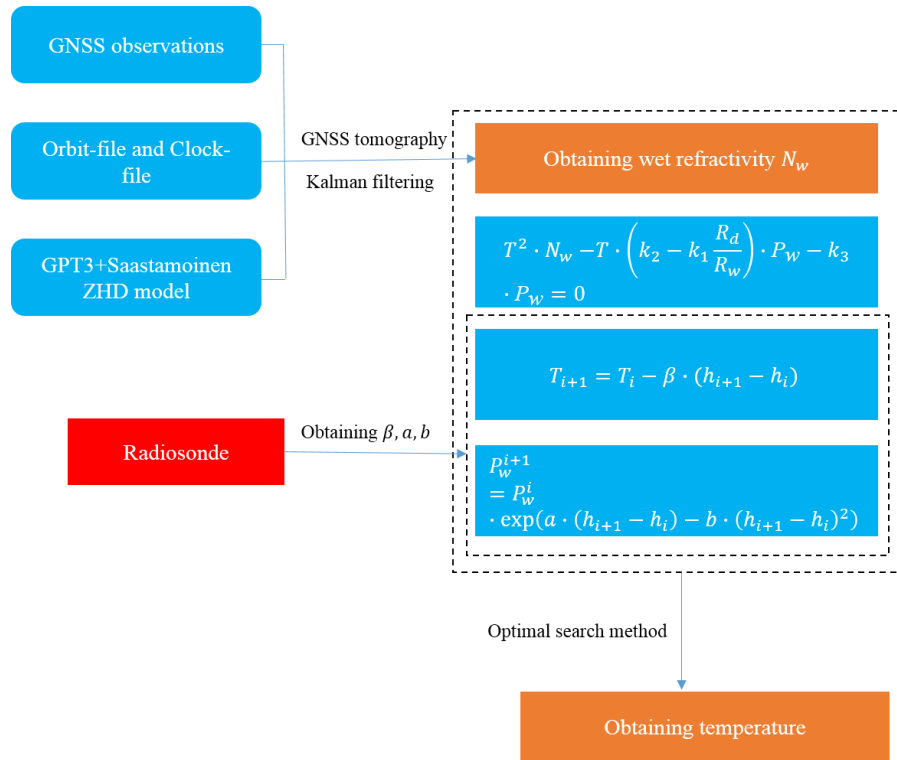 GNSS observations
Orbit-file and Clock-
file
GPT3+Saastamoinen
ZHD model
GNSS tomography
Kalman filtering
Obtaining wet refractivity N_w
T^2 · N_w − T · (k_2 − k_1 R_d/R_w) · P_w − k_3
· P_w = 0
T_{i+1} = T_i − β · (h_{i+1} − h_i)
Radiosonde
Obtaining β, a, b
P_w^{i+1}
= P_w^i
· exp(a · (h_{i+1} − h_i) − b · (h_{i+1} − h_i)^2)
Optimal search method
Obtaining temperature